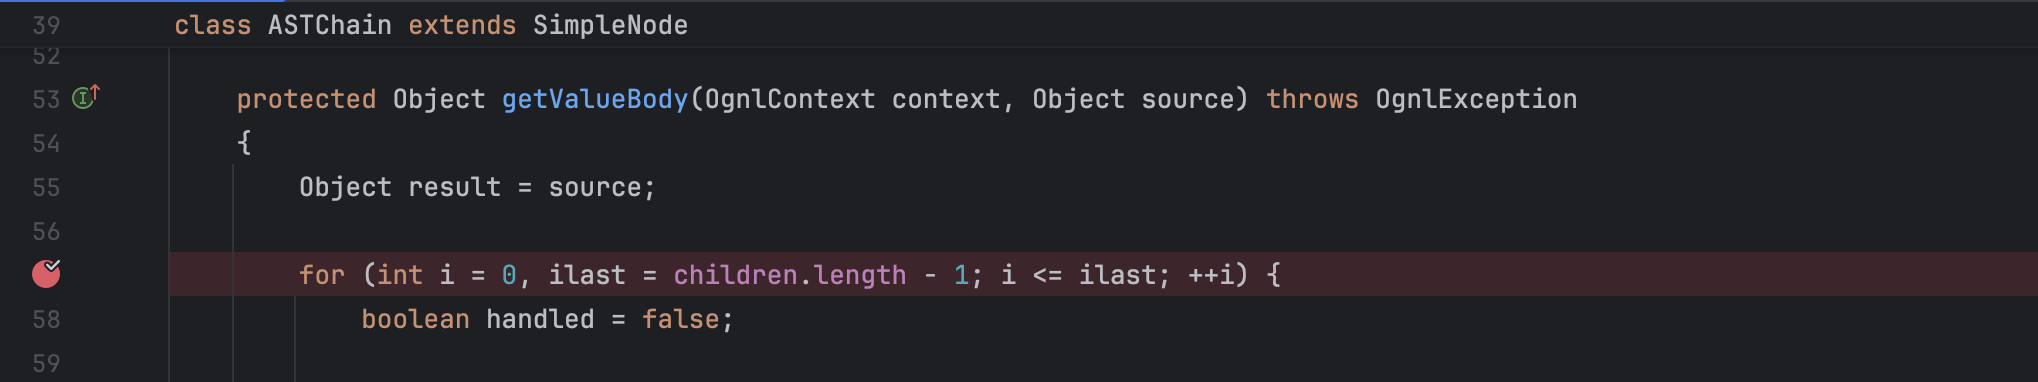 39 class ASTChain extends SimpleNode
52
53 protected Object getValueBody(OgnlContext context, Object source) throws OgnlException
54 {
55 Object result = source;
56
for (int i = 0, ilast = children.length - 1; i <= ilast; ++i) {
58 boolean handled = false;
59